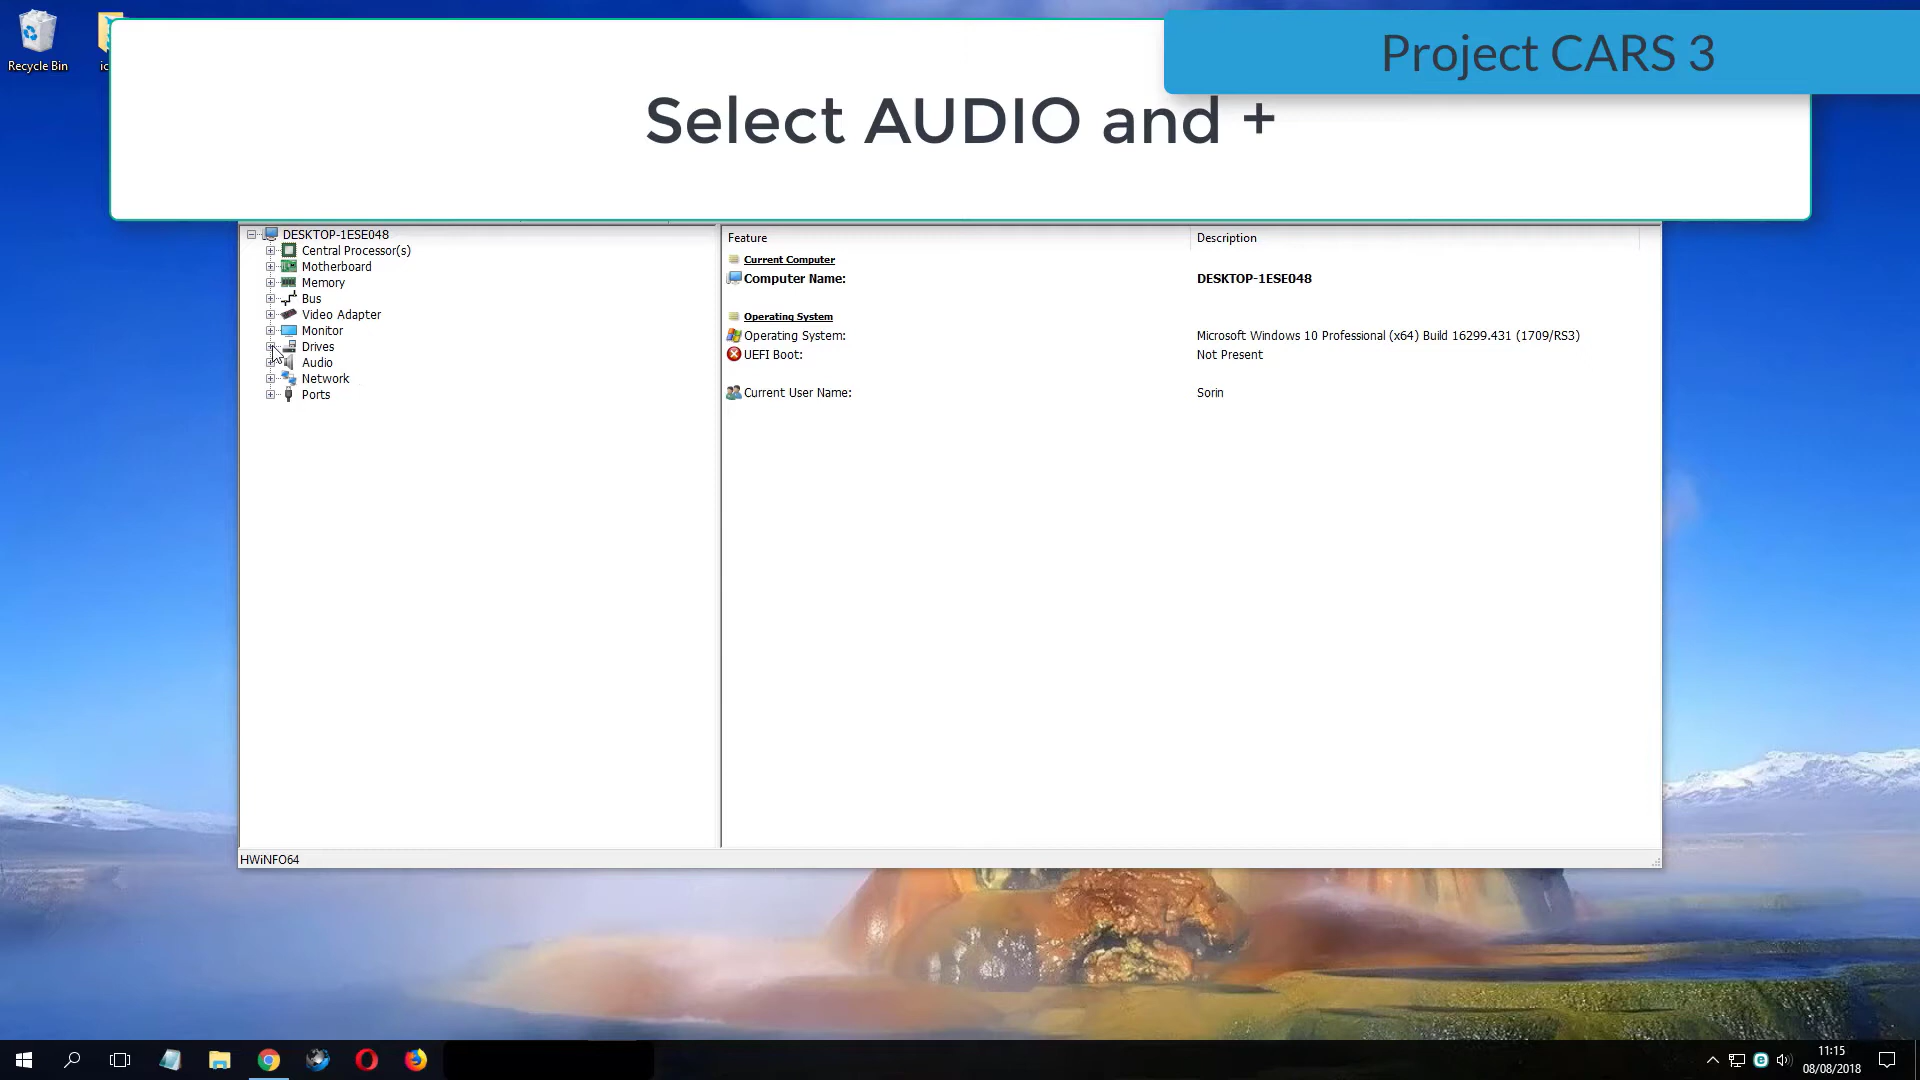 Recycle Bin
ic
Project CARS 3
Select AUDIO and +
DESKTOP-1ESE048
Central Processor(s)
Motherboard
Memory
Bus
Video Adapter
Monitor
Drives
Audio
Network
Ports
Feature Description
Current Computer
Computer Name: DESKTOP-1ESE048
Operating System
Operating System: Microsoft Windows 10 Professional (x64) Build 16299.431 (1709/RS3)
UEFI Boot: Not Present
Current User Name: Sorin
HWiNFO64
11:15
08/08/2018